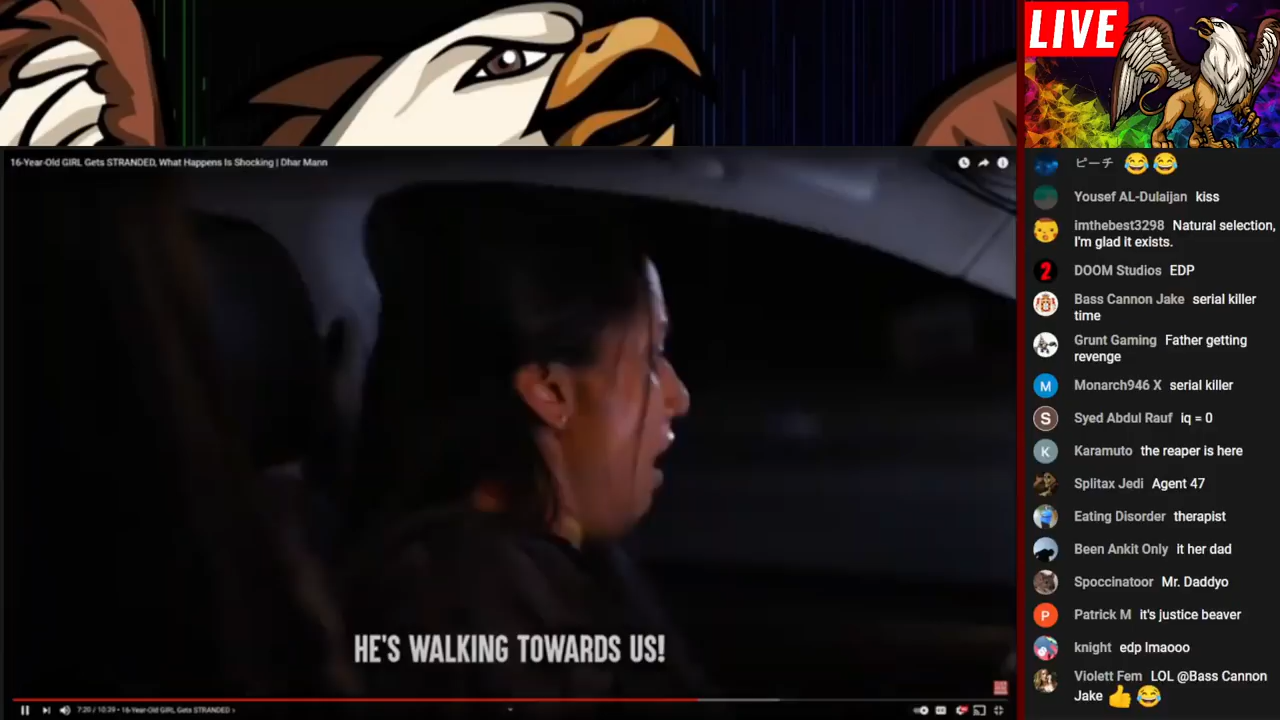 LIVE
16-Year-Old GIRL Gets STRANDED, What Happens Is Shocking | Dhar Mann
HE'S WALKING TOWARDS US!
7:20 / 10:39 • 16-Year-Old GIRL Gets STRANDED ›
ピーチ 😂 😂
Yousef AL-Dulaijan kiss
imthebest3298 Natural selection,
I'm glad it exists.
2
DOOM Studios EDP
Bass Cannon Jake serial killer
time
Grunt Gaming Father getting
revenge
M
Monarch946 X serial killer
S
Syed Abdul Rauf iq = 0
K
Karamuto the reaper is here
Splitax Jedi Agent 47
Eating Disorder therapist
Been Ankit Only It her dad
Spoccinatoor Mr. Daddyo
P
Patrick M it's justice beaver
knight edp lmaooo
Violett Fem LOL @Bass Cannon
Jake 👍 😂